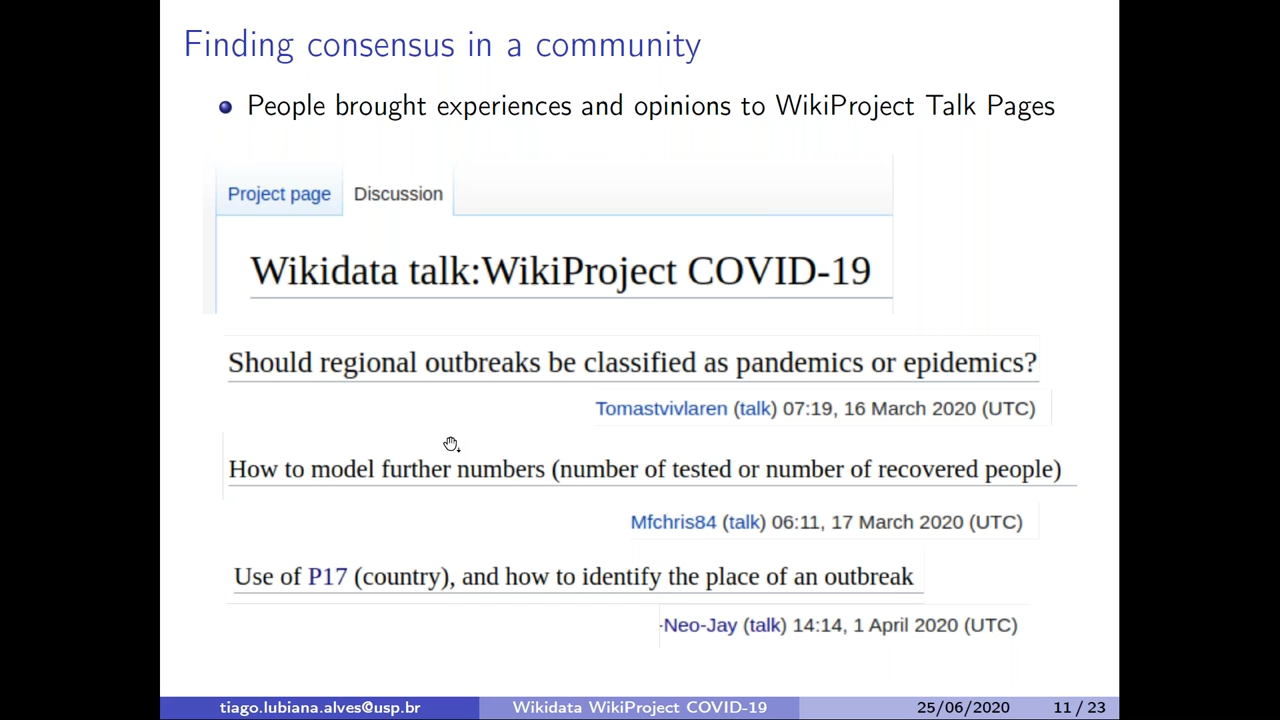 Finding consensus in a community
People brought experiences and opinions to WikiProject Talk Pages
Project page Discussion
Wikidata talk:WikiProject COVID-19
Should regional outbreaks be classified as pandemics or epidemics?
Tomastvivlaren (talk) 07:19, 16 March 2020 (UTC)
How to model further numbers (number of tested or number of recovered people)
Mfchris84 (talk) 06:11, 17 March 2020 (UTC)
Use of P17 (country), and how to identify the place of an outbreak
-Neo-Jay (talk) 14:14, 1 April 2020 (UTC)
tiago.lubiana.alves@usp.br Wikidata WikiProject COVID-19 25/06/2020 11 / 23